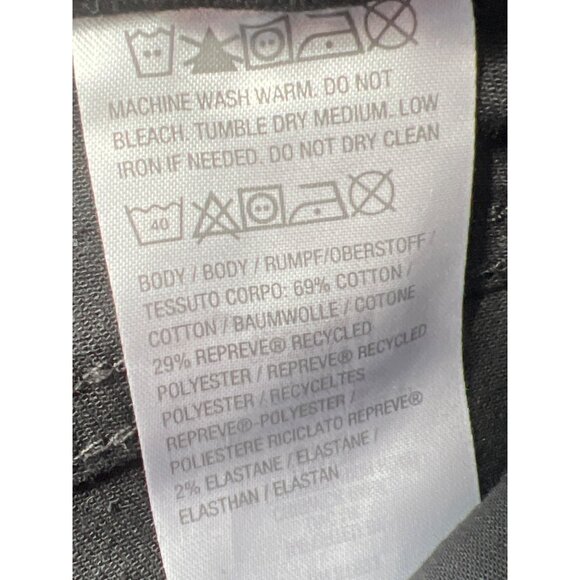 MACHINE WASH WARM. DO NOT
BLEACH. TUMBLE DRY MEDIUM. LOW
IRON IF NEEDED. DO NOT DRY CLEAN
40
BODY / BODY / RUMPF/OBERSTOFF /
TESSUTO CORPO: 69% COTTON /
COTTON / BAUMWOLLE / COTONE
29% REPREVE® RECYCLED
POLYESTER / REPREVE® RECYCLED
POLYESTER / RECYCELTES
REPREVE®-POLYESTER /
POLIESTERE RICICLATO REPREVE®
2% ELASTANE / ELASTANE /
ELASTHAN / ELASTAN